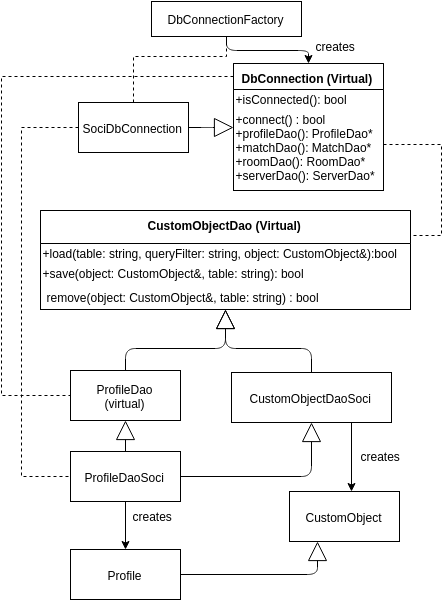 DbConnectionFactory
creates
DbConnection (Virtual)
+isConnected(): bool
+connect() : bool
+profileDao(): ProfileDao*
+matchDao(): MatchDao*
+roomDao(): RoomDao*
+serverDao(): ServerDao*
SociDbConnection
CustomObjectDao (Virtual)
+load(table: string, queryFilter: string, object: CustomObject&):bool
+save(object: CustomObject&, table: string): bool
remove(object: CustomObject&, table: string) : bool
ProfileDao
(virtual)
CustomObjectDaoSoci
ProfileDaoSoci
creates
CustomObject
creates
Profile